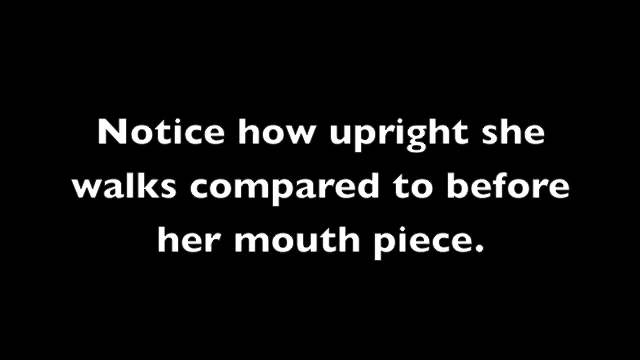 Notice how upright she
walks compared to before
her mouth piece.